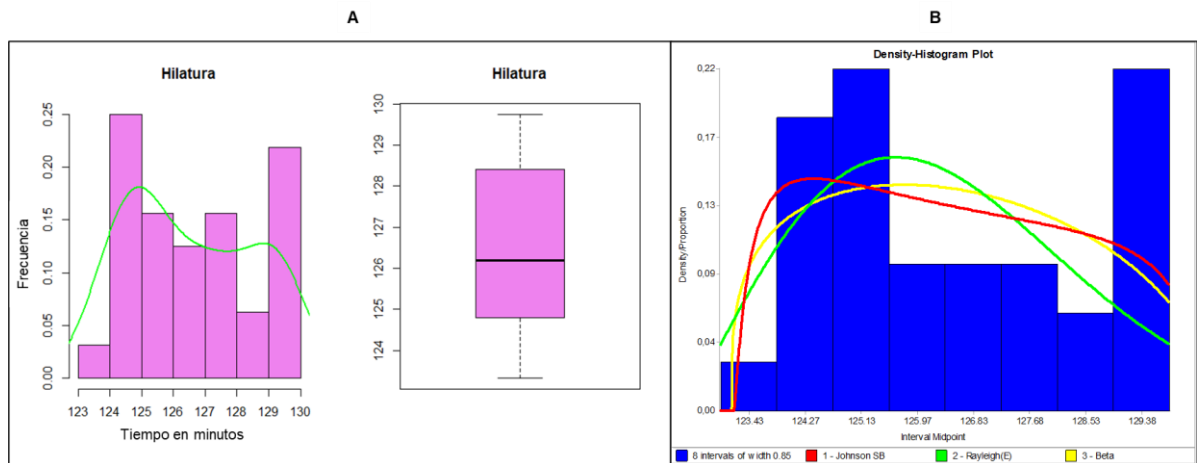 A
B
Hilatura
Hilatura
Frecuencia
0.00
0.05
0.10
0.15
0.20
0.25
123 124 125 126 127 128 129 130
Tiempo en minutos
124
125
126
127
128
129
130
Density-Histogram Plot
Density/Proportion
0,22
0,17
0,13
0,09
0,04
0,00
123.43 124.27 125.13 125.97 126.83 127.68 128.53 129.38
Interval Midpoint
8 intervals of width 0.85 1 - Johnson SB 2 - Rayleigh(E) 3 - Beta